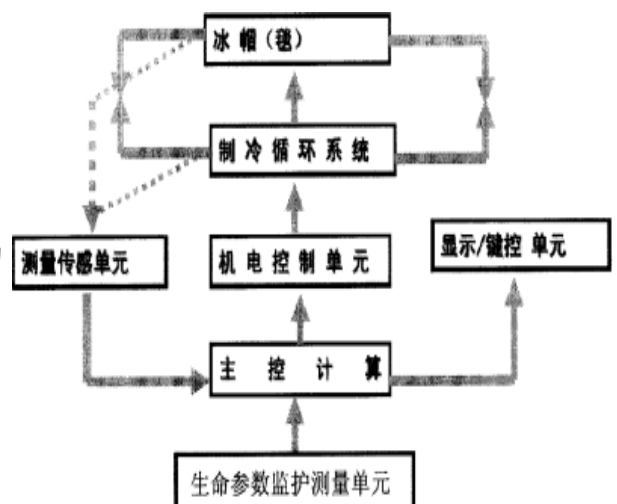 冰帽(毯)
制冷循环系统
测量传感单元
机电控制单元
显示/键控 单元
主控计算
生命参数监护测量单元